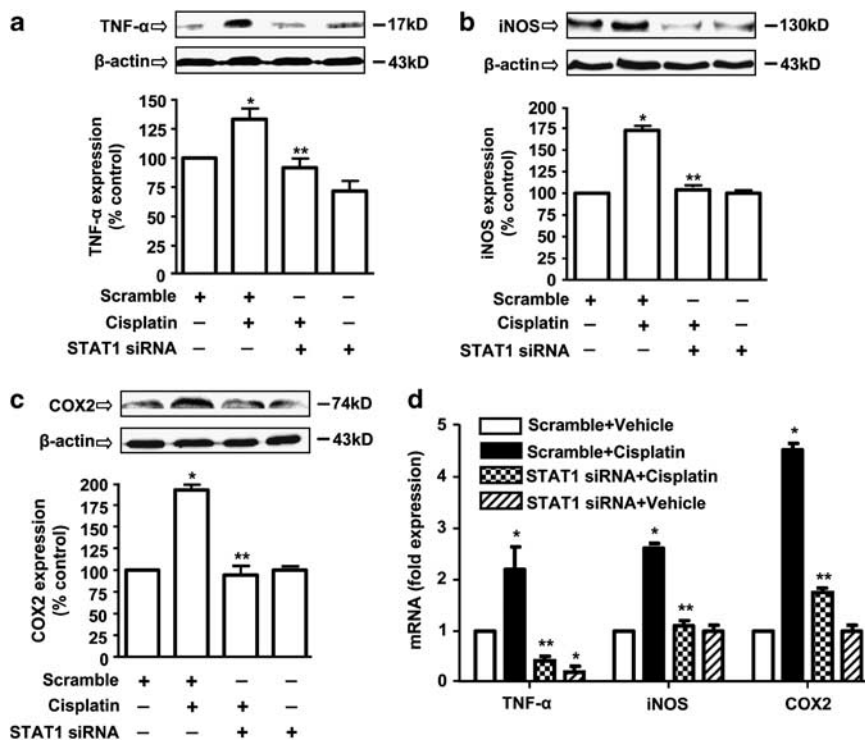 a
TNF-α⇨ –17kD
β-actin⇨ –43kD
TNF-α expression
(% control)
150
125
100
75
50
25
0
*
**
Scramble + + – –
Cisplatin – + + –
STAT1 siRNA – – + +
b
iNOS⇨ –130kD
β-actin⇨ –43kD
iNOS expression
(% control)
200
175
150
125
100
75
50
25
0
*
**
Scramble + + – –
Cisplatin – + + –
STAT1 siRNA – – + +
c
COX2⇨ –74kD
β-actin⇨ –43kD
COX2 expression
(% control)
200
175
150
125
100
75
50
25
0
*
**
Scramble + + – –
Cisplatin – + + –
STAT1 siRNA – – + +
d
mRNA (fold expression)
5
4
2
1
0
Scramble+Vehicle
Scramble+Cisplatin
STAT1 siRNA+Cisplatin
STAT1 siRNA+Vehicle
* ** *
* **
* **
TNF-α iNOS COX2